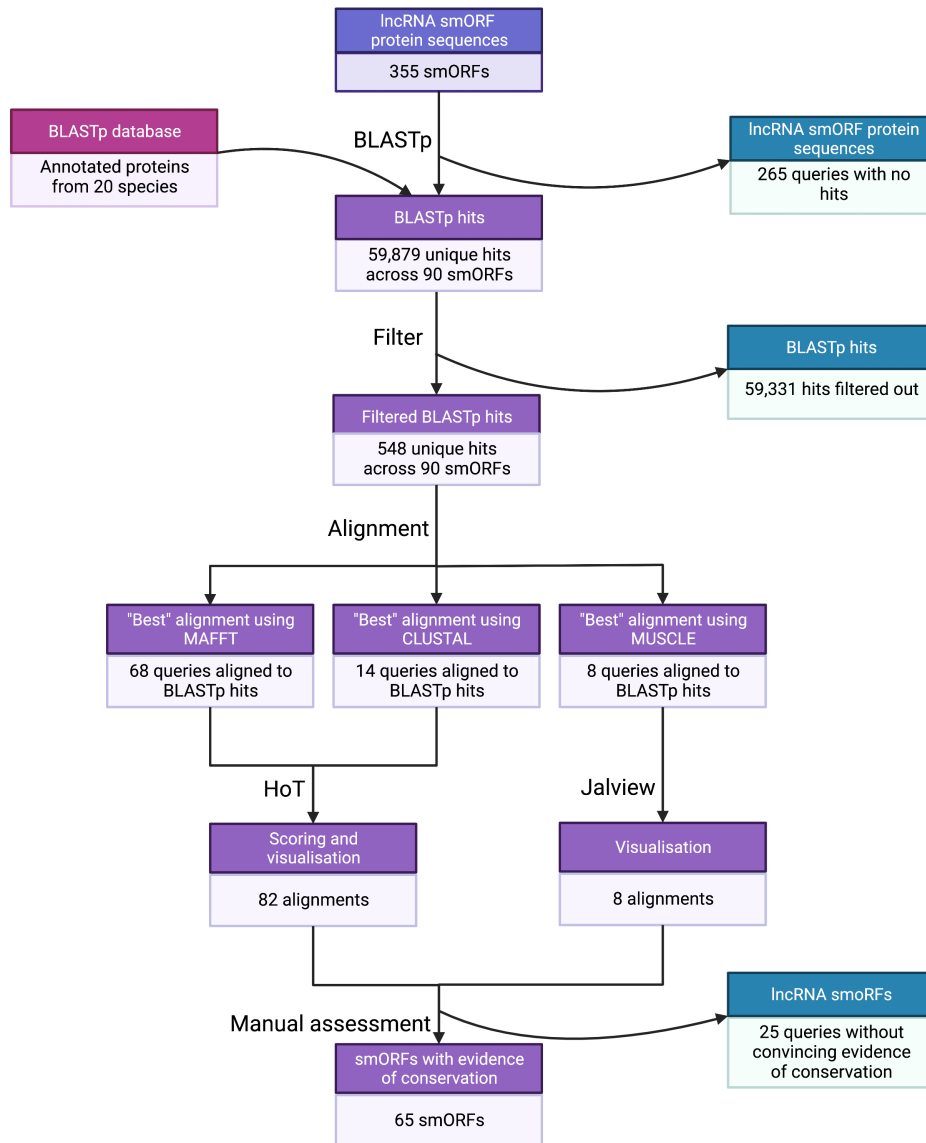 lncRNA smORF
protein sequences
355 smORFs
BLASTp database
Annotated proteins
from 20 species
BLASTp
lncRNA smORF protein
sequences
265 queries with no
hits
BLASTp hits
59,879 unique hits
across 90 smORFs
Filter
BLASTp hits
59,331 hits filtered out
Filtered BLASTp hits
548 unique hits
across 90 smORFs
Alignment
"Best" alignment using
MAFFT
68 queries aligned to
BLASTp hits
"Best" alignment using
CLUSTAL
14 queries aligned to
BLASTp hits
"Best" alignment using
MUSCLE
8 queries aligned to
BLASTp hits
HoT
Jalview
Scoring and
visualisation
82 alignments
Visualisation
8 alignments
Manual assessment
lncRNA smoRFs
25 queries without
convincing evidence
of conservation
smORFs with evidence
of conservation
65 smORFs